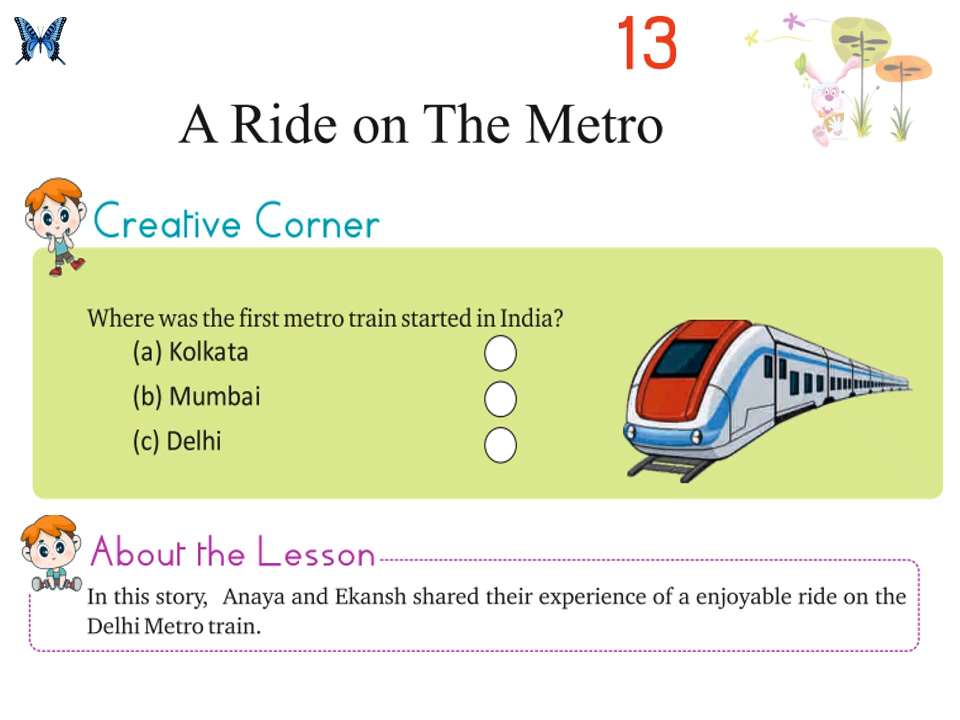 13
A Ride on The Metro
Creative Corner
Where was the first metro train started in India?
(a) Kolkata
(b) Mumbai
(c) Delhi
About the Lesson
In this story, Anaya and Ekansh shared their experience of a enjoyable ride on the
Delhi Metro train.